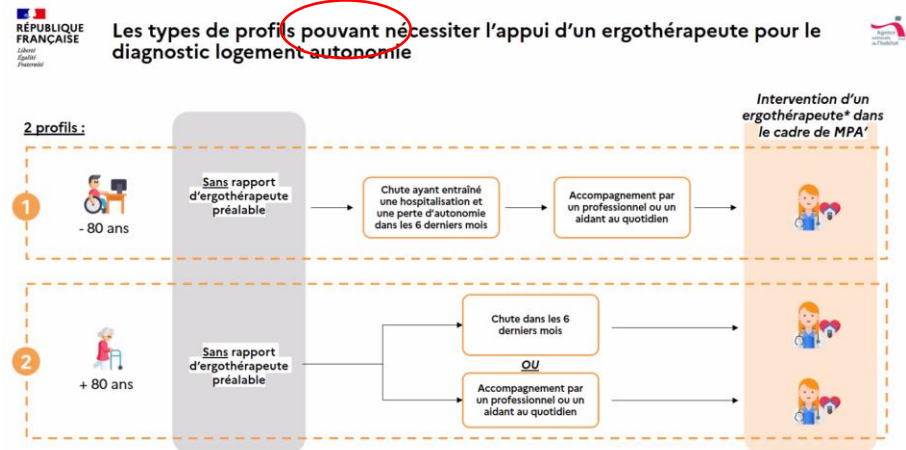 RÉPUBLIQUE
FRANÇAISE
Liberté
Égalité
Fraternité
Les types de profils pouvant nécessiter l'appui d'un ergothérapeute pour le
diagnostic logement autonomie
Agence
nationale
de l'habitat
2 profils :
Intervention d'un
ergothérapeute* dans
le cadre de MPA'
1
- 80 ans
Sans rapport
d'ergothérapeute
préalable
Chute ayant entraîné
une hospitalisation et
une perte d'autonomie
dans les 6 derniers mois
Accompagnement par
un professionnel ou un
aidant au quotidien
2
+ 80 ans
Sans rapport
d'ergothérapeute
préalable
Chute dans les 6
derniers mois
OU
Accompagnement par
un professionnel ou un
aidant au quotidien